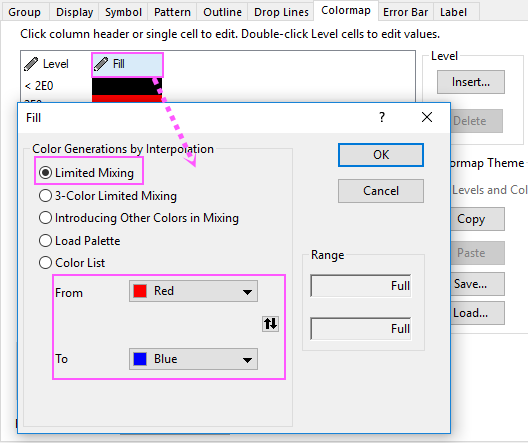 Group Display Symbol Pattern Outline Drop Lines Colormap Error Bar Label
Click column header or single cell to edit. Double-click Level cells to edit values.
Level Fill
< 2E0
Level
Insert...
Delete
Fill ? ×
Color Generations by Interpolation
Limited Mixing
3-Color Limited Mixing
Introducing Other Colors in Mixing
Load Palette
Color List
From Red
To Blue
OK
Cancel
Range
Full
Full
Theme
Levels and
Copy
Paste
Save...
Load...